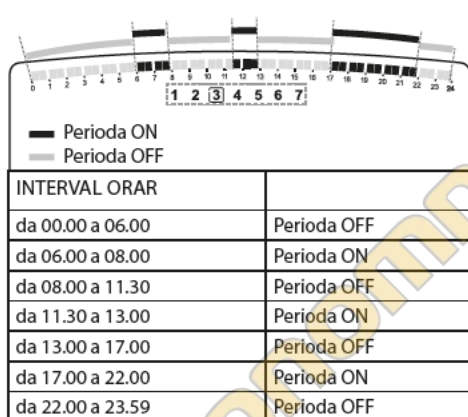 0 1 2 3 4 5 6 7 8 9 10 11 12 13 14 15 16 17 18 19 20 21 22 23 24
1 2 3 4 5 6 7
Perioda ON
Perioda OFF
INTERVAL ORAR
da 00.00 a 06.00 Perioda OFF
da 06.00 a 08.00 Perioda ON
da 08.00 a 11.30 Perioda OFF
da 11.30 a 13.00 Perioda ON
da 13.00 a 17.00 Perioda OFF
da 17.00 a 22.00 Perioda ON
da 22.00 a 23.59 Perioda OFF